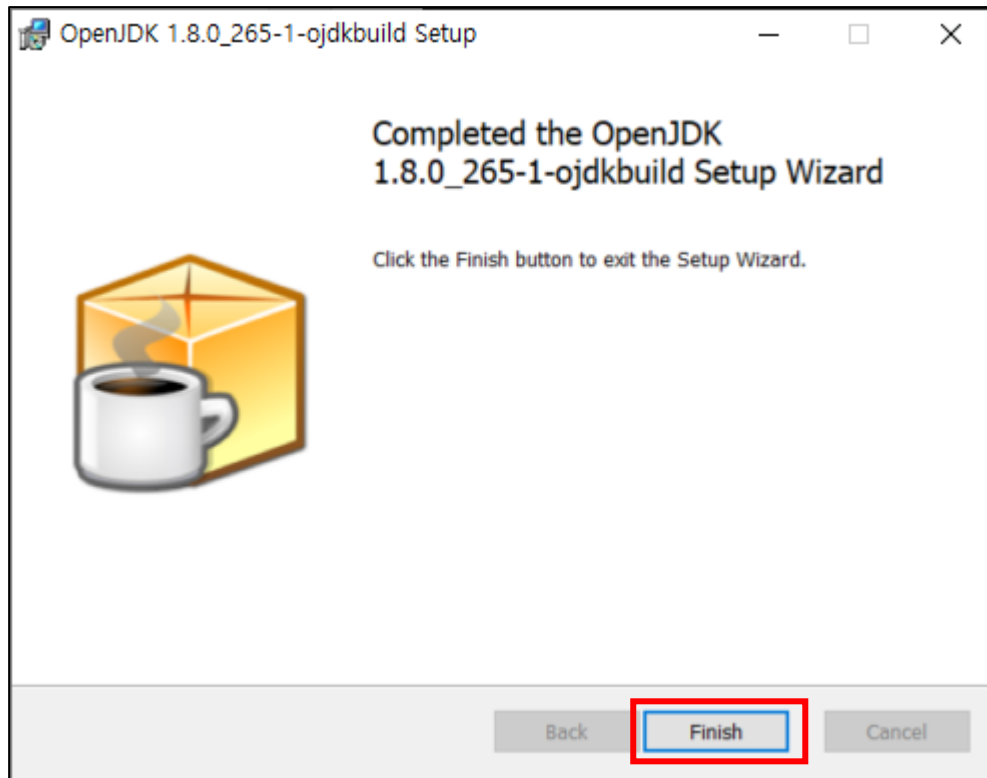 OpenJDK 1.8.0_265-1-ojdkbuild Setup
Completed the OpenJDK
1.8.0_265-1-ojdkbuild Setup Wizard
Click the Finish button to exit the Setup Wizard.
Back
Finish
Cancel